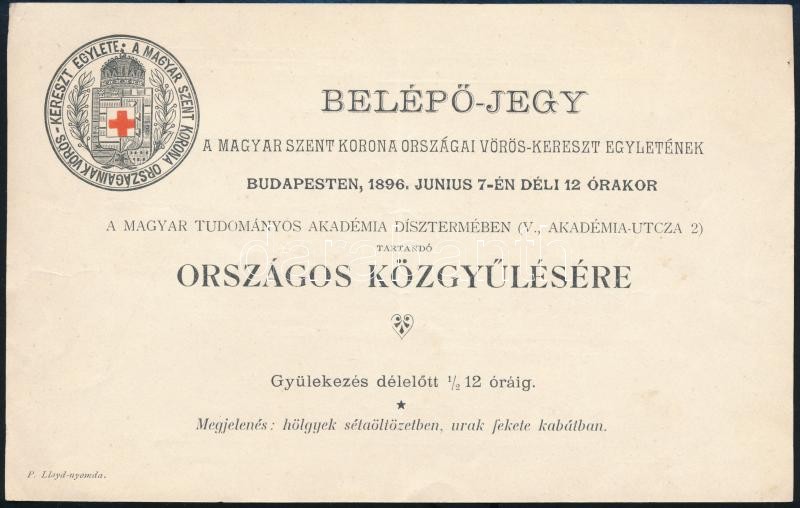 A MAGYAR SZENT KORONA ORSZÁGAINAK VÖRÖS-KERESZT EGYLETE.
BELÉPŐ-JEGY
A MAGYAR SZENT KORONA ORSZÁGAI VÖRÖS-KERESZT EGYLETÉNEK
BUDAPESTEN, 1896. JUNIUS 7-ÉN DÉLI 12 ÓRAKOR
A MAGYAR TUDOMÁNYOS AKADÉMIA DÍSZTERMÉBEN (V., AKADÉMIA-UTCZA 2)
TARTANDÓ
ORSZÁGOS KÖZGYŰLÉSÉRE
Gyülekezés délelőtt 1/2 12 óráig.
Megjelenés: hölgyek sétaöltözetben, urak fekete kabátban.
P. Lloyd-nyomda.